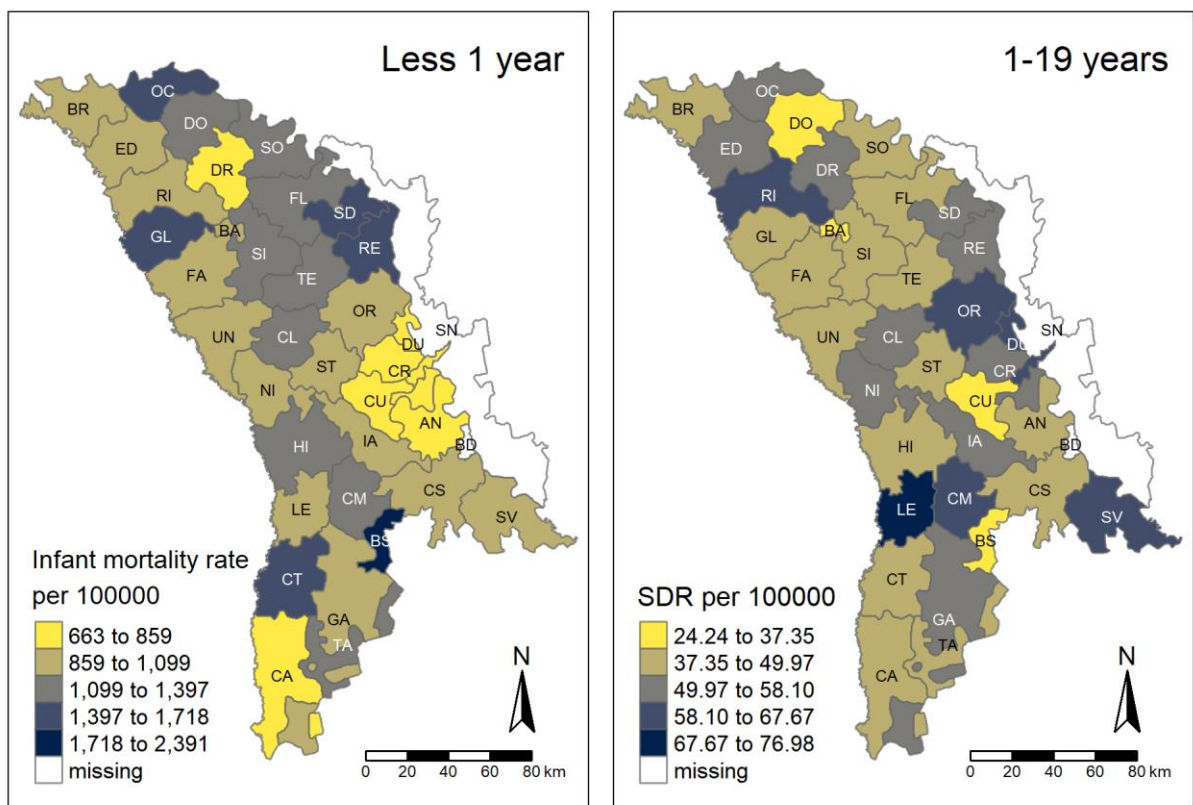 Less 1 year
OC
BR
DO
ED
SO
DR
RI
FL
SD
GL
BA
RE
SI
FA
TE
OR
UN
CL
SN
DU
ST
CR
NI
CU
AN
HI
IA
BD
CM
CS
LE
SV
BS
CT
GA
TA
CA
Infant mortality rate
per 100000
663 to 859
859 to 1,099
1,099 to 1,397
1,397 to 1,718
1,718 to 2,391
missing
N
0 20 40 60 80 km
1-19 years
OC
BR
DO
ED
SO
DR
RI
FL
SD
BA
GL
RE
SI
FA
TE
OR
UN
CL
SN
DU
ST
CR
NI
CU
AN
IA
HI
BD
CM
CS
LE
SV
BS
CT
GA
TA
CA
SDR per 100000
24.24 to 37.35
37.35 to 49.97
49.97 to 58.10
58.10 to 67.67
67.67 to 76.98
missing
N
0 20 40 60 80 km